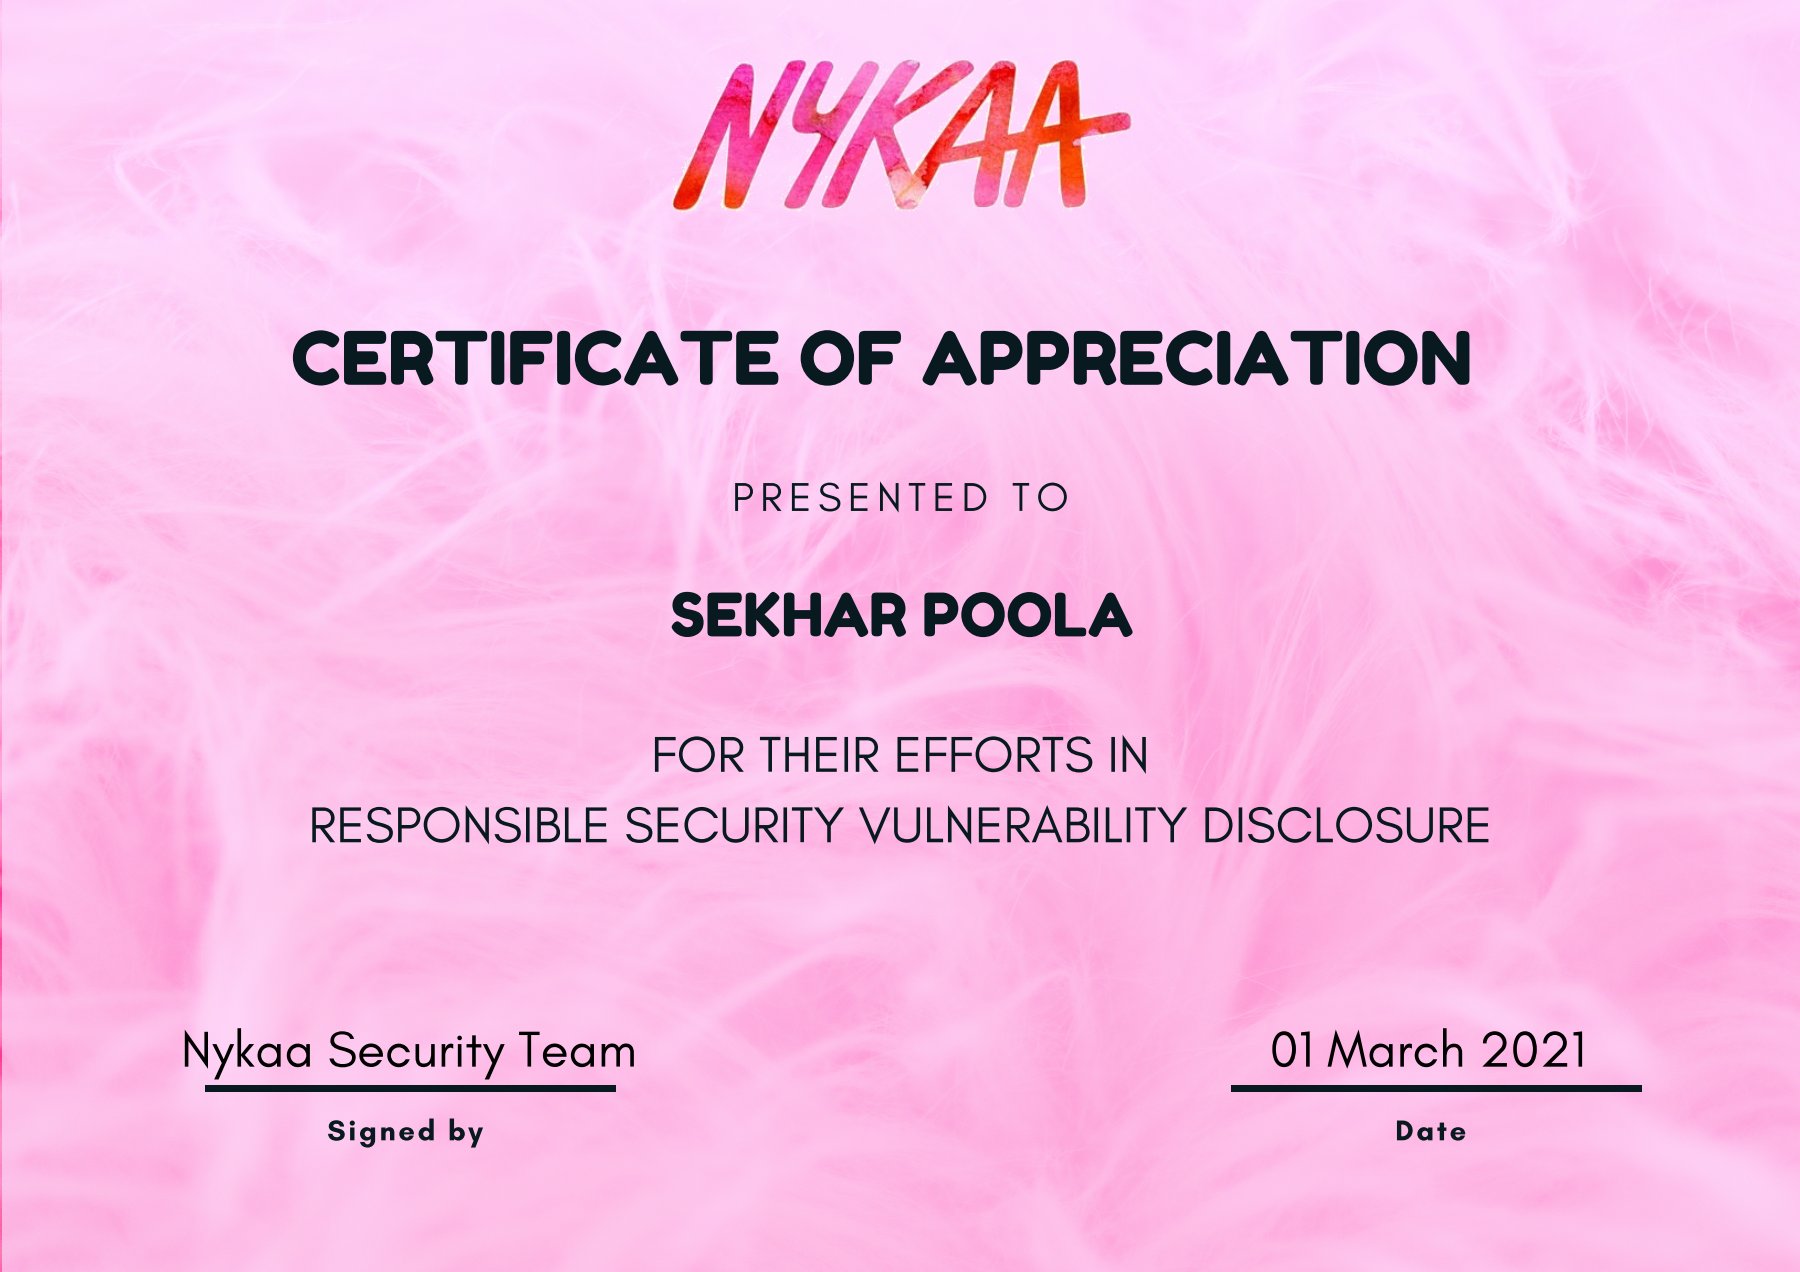 NYKAA
CERTIFICATE OF APPRECIATION
PRESENTED TO
SEKHAR POOLA
FOR THEIR EFFORTS IN
RESPONSIBLE SECURITY VULNERABILITY DISCLOSURE
Nykaa Security Team
Signed by
01 March 2021
Date